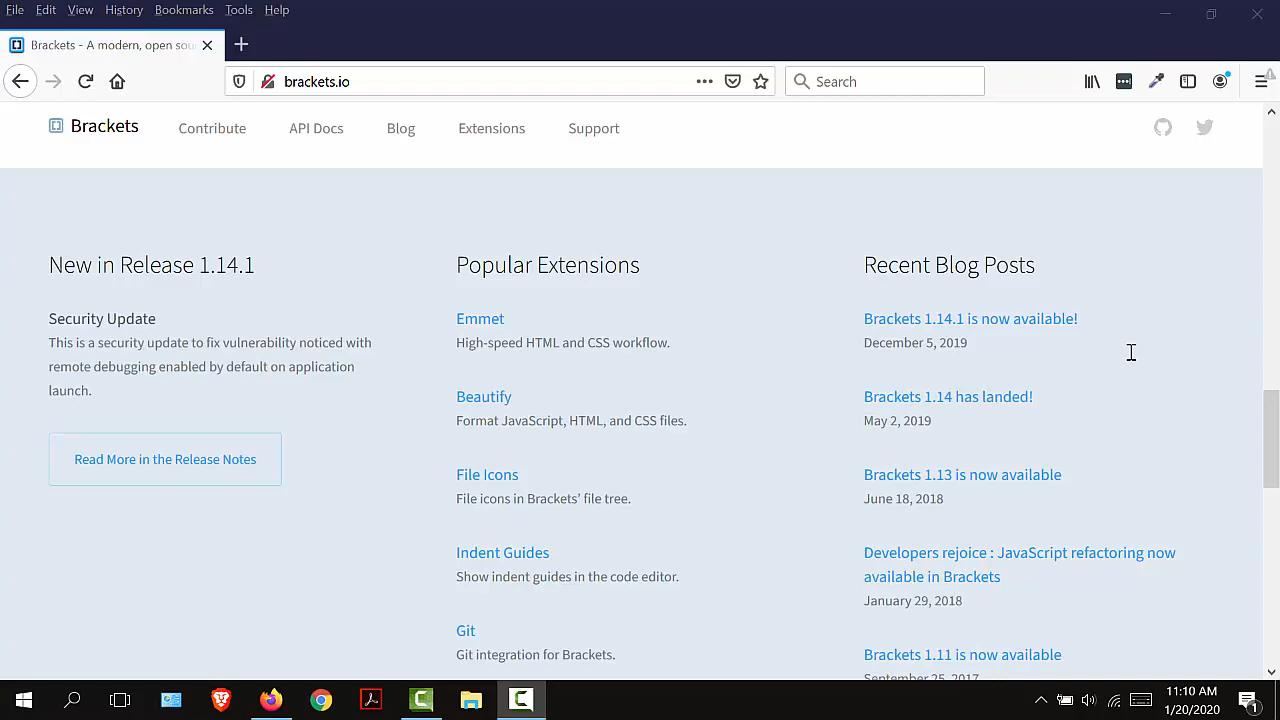 File Edit View History Bookmarks Tools Help
Brackets - A modern, open sou
brackets.io
Search
Brackets Contribute API Docs Blog Extensions Support
New in Release 1.14.1
Security Update
This is a security update to fix vulnerability noticed with
remote debugging enabled by default on application
launch.
Read More in the Release Notes
Popular Extensions
Emmet
High-speed HTML and CSS workflow.
Beautify
Format JavaScript, HTML, and CSS files.
File Icons
File icons in Brackets’ file tree.
Indent Guides
Show indent guides in the code editor.
Git
Git integration for Brackets.
Recent Blog Posts
Brackets 1.14.1 is now available!
December 5, 2019
Brackets 1.14 has landed!
May 2, 2019
Brackets 1.13 is now available
June 18, 2018
Developers rejoice : JavaScript refactoring now
available in Brackets
January 29, 2018
Brackets 1.11 is now available
September 25, 2017
11:10 AM
1/20/2020
1